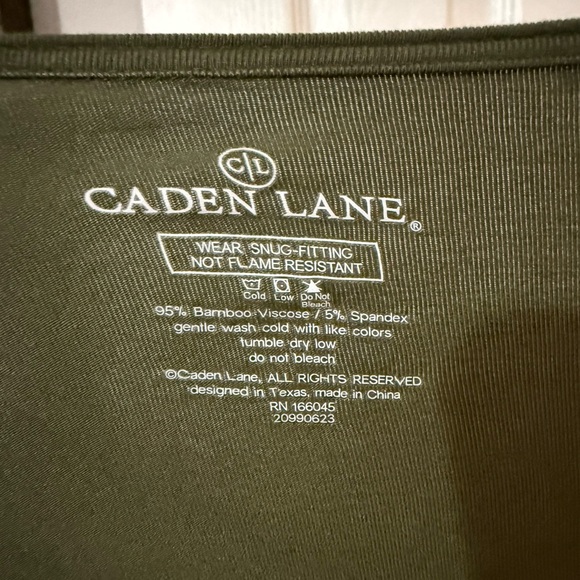 C|L
CADEN LANE®
WEAR SNUG-FITTING
NOT FLAME RESISTANT
Cold Low Do Not Bleach
95% Bamboo Viscose / 5% Spandex
gentle wash cold with like colors
tumble dry low
do not bleach
©Caden Lane, ALL RIGHTS RESERVED
designed in Texas, made in China
RN 166045
20990623